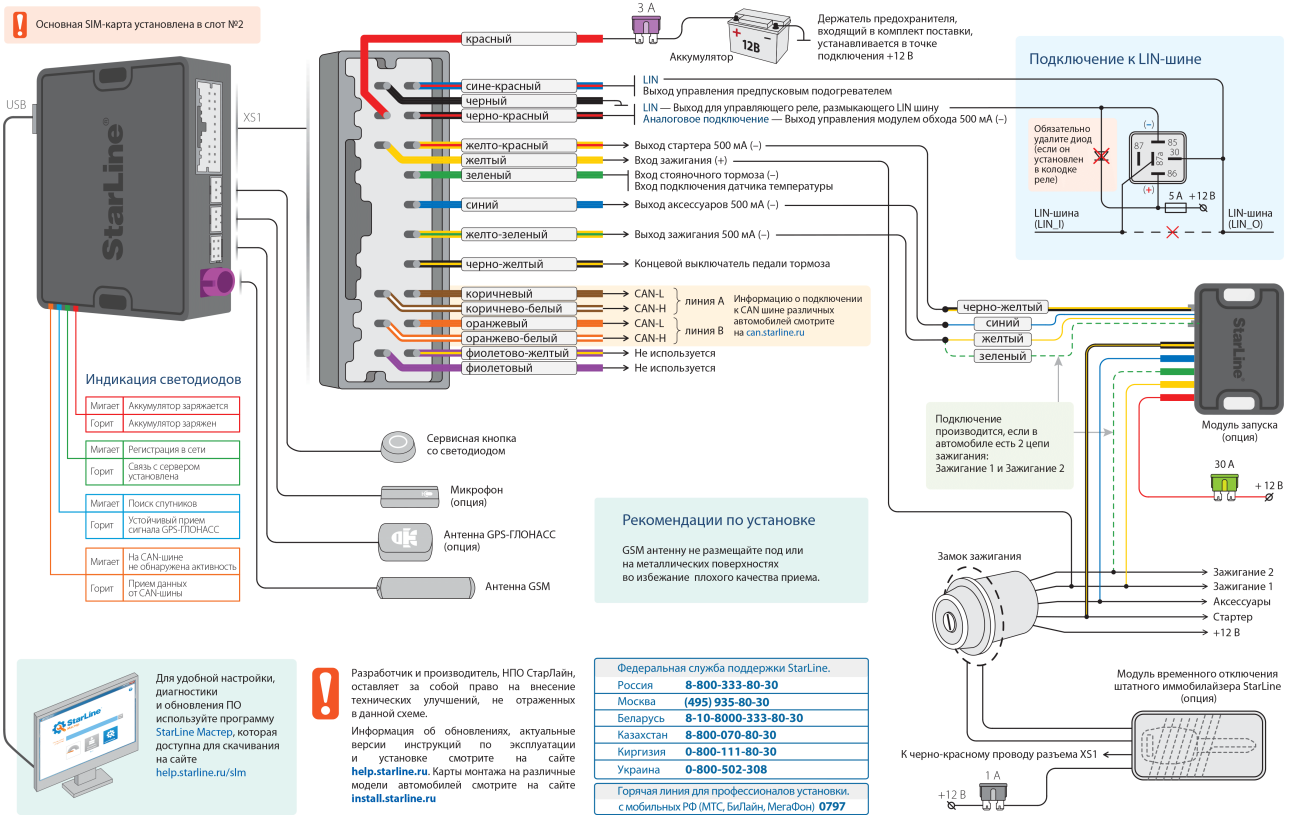 Основная SIM-карта установлена в слот №2
USB
StarLine®
XS1
красный
3 А
Аккумулятор
12В
Держатель предохранителя,
входящий в комплект поставки,
устанавливается в точке
подключения +12 В
сине-красный
LIN
Выход управления предпусковым подогревателем
черный
черно-красный
LIN — Выход для управляющего реле, размыкающего LIN шину
Аналоговое подключение — Выход управления модулем обхода 500 мА (–)
желто-красный
Выход стартера 500 мА (–)
желтый
Вход зажигания (+)
зеленый
Вход стояночного тормоза (–)
Вход подключения датчика температуры
синий
Выход аксессуаров 500 мА (–)
желто-зеленый
Выход зажигания 500 мА (–)
черно-желтый
Концевой выключатель педали тормоза
коричневый
CAN-L
коричнево-белый
CAN-H
линия А
оранжевый
CAN-L
оранжево-белый
CAN-H
линия В
Информацию о подключении
к CAN шине различных
автомобилей смотрите
на can.starline.ru
фиолетово-желтый
Не используется
фиолетовый
Не используется
Подключение к LIN-шине
Обязательно
удалите диод
(если он
установлен
в колодке
реле)
(–)
87
85
30
87a
86
(+)
5 А
+12 В
LIN-шина
(LIN_I)
LIN-шина
(LIN_O)
черно-желтый
синий
желтый
зеленый
StarLine®
Модуль запуска
(опция)
30 А
+ 12 В
Подключение
производится, если в
автомобиле есть 2 цепи
зажигания:
Зажигание 1 и Зажигание 2
Индикация светодиодов
Мигает Аккумулятор заряжается
Горит Аккумулятор заряжен
Мигает Регистрация в сети
Горит Связь с сервером
установлена
Мигает Поиск спутников
Горит Устойчивый прием
сигнала GPS-ГЛОНАСС
Мигает На CAN-шине
не обнаружена активность
Горит Прием данных
от CAN-шины
Сервисная кнопка
со светодиодом
Микрофон
(опция)
Антенна GPS-ГЛОНАСС
(опция)
Антенна GSM
Рекомендации по установке
GSM антенну не размещайте под или
на металлических поверхностях
во избежание плохого качества приема.
Замок зажигания
Зажигание 2
Зажигание 1
Аксессуары
Стартер
+12 В
Модуль временного отключения
штатного иммобилайзера StarLine
(опция)
К черно-красному проводу разъема XS1
1 А
+12 В
StarLine
Для удобной настройки,
диагностики
и обновления ПО
используйте программу
StarLine Мастер, которая
доступна для скачивания
на сайте
help.starline.ru/slm
Разработчик и производитель, НПО СтарЛайн,
оставляет за собой право на внесение
технических улучшений, не отраженных
в данной схеме.
Информация об обновлениях, актуальные
версии инструкций по эксплуатации
и установке смотрите на сайте
help.starline.ru. Карты монтажа на различные
модели автомобилей смотрите на сайте
install.starline.ru
Федеральная служба поддержки StarLine.
Россия 8-800-333-80-30
Москва (495) 935-80-30
Беларусь 8-10-8000-333-80-30
Казахстан 8-800-070-80-30
Киргизия 0-800-111-80-30
Украина 0-800-502-308
Горячая линия для профессионалов установки.
с мобильных РФ (МТС, БиЛайн, МегаФон) 0797